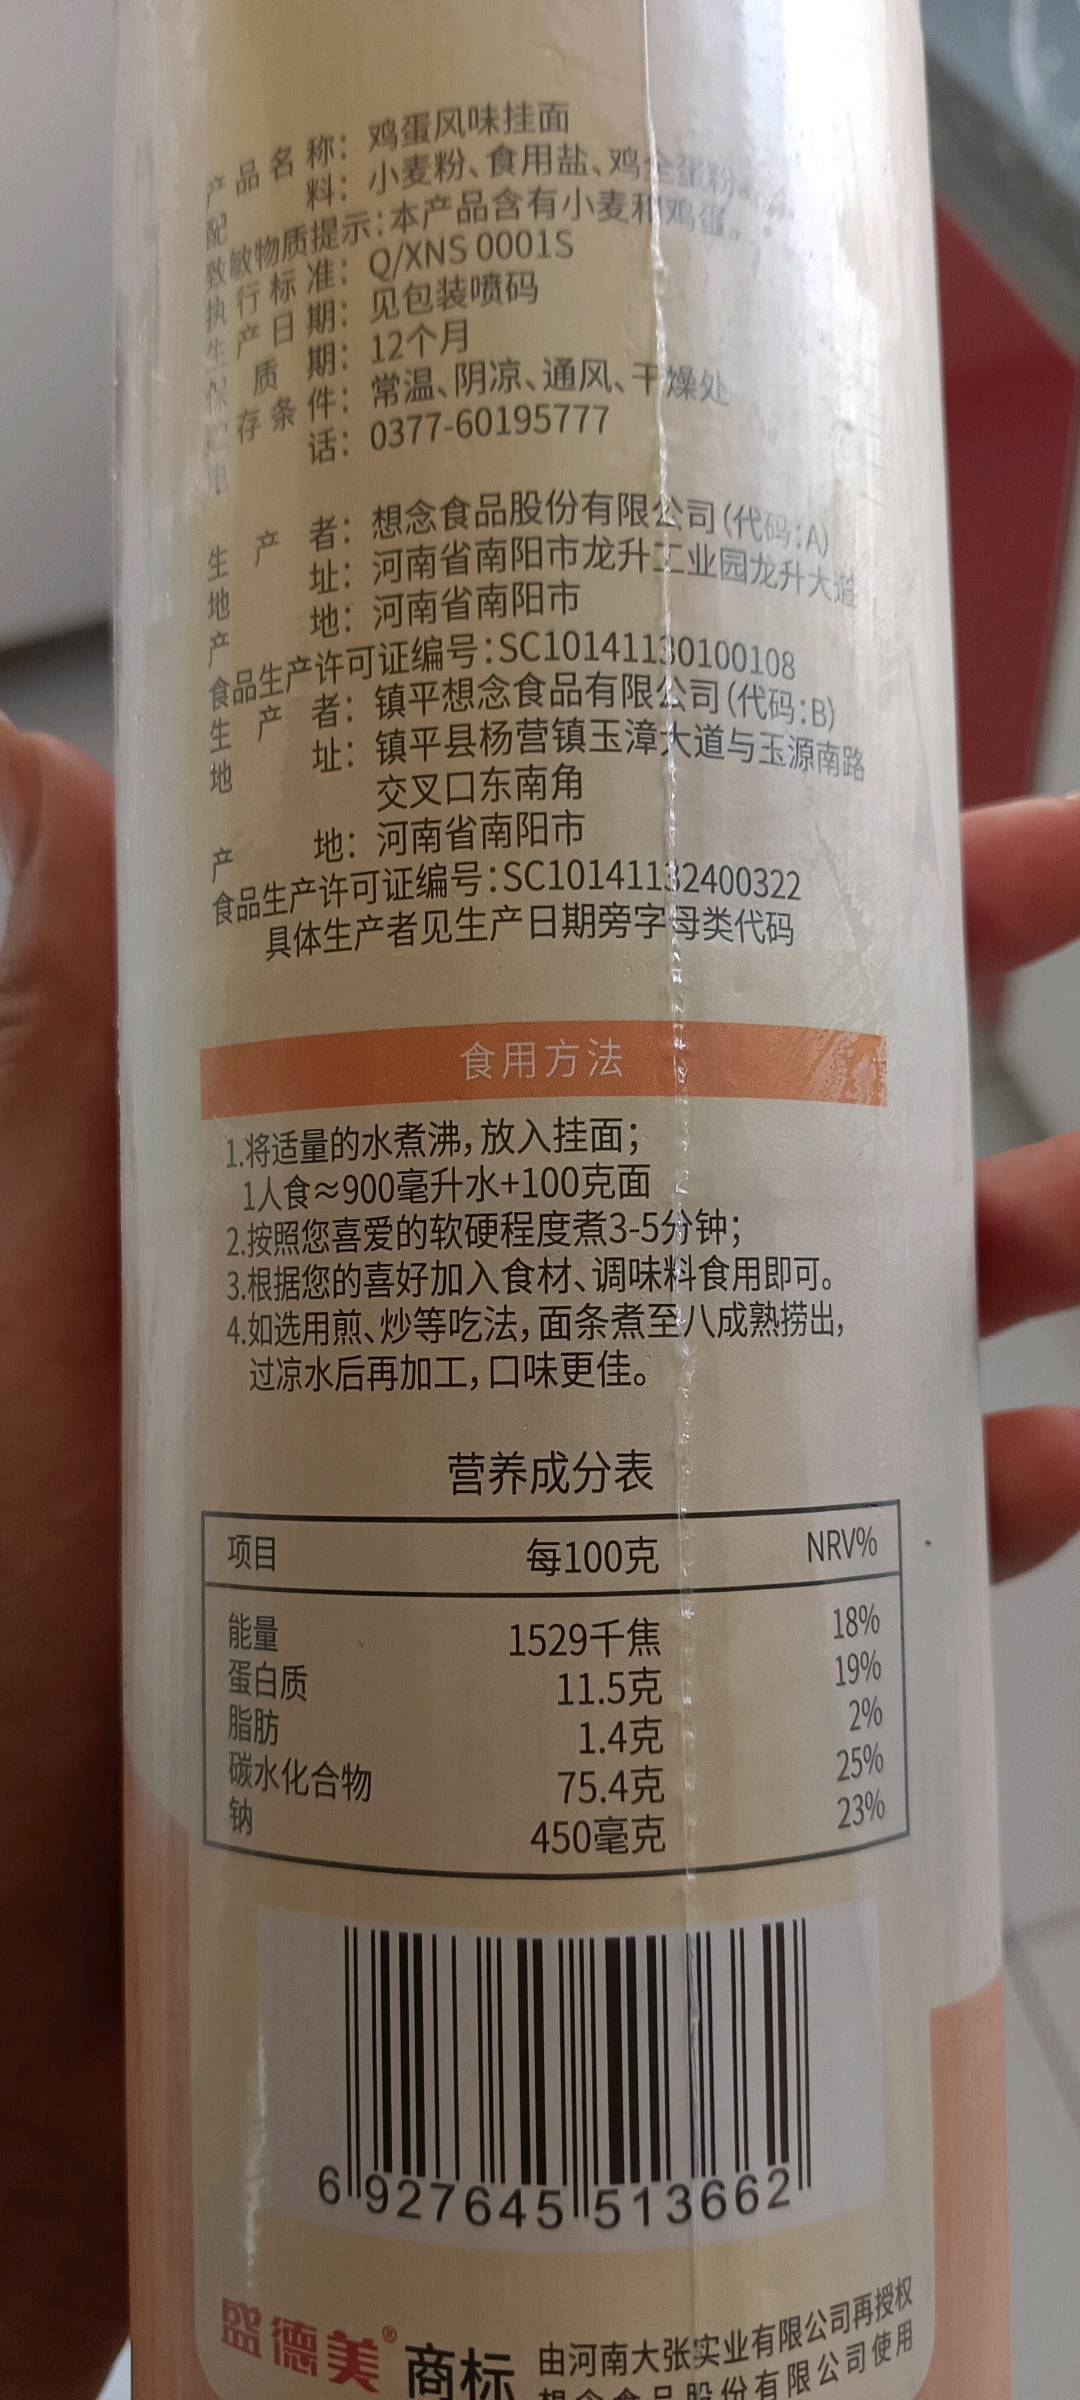 产品名称：鸡蛋风味挂面
配料：小麦粉、食用盐、鸡全蛋粉。
致敏物质提示：本产品含有小麦和鸡蛋。
执行标准：Q/XNS 0001S
生产日期：见包装喷码
保质期：12个月
贮存条件：常温、阴凉、通风、干燥处
电话：0377-60195777
生产者：想念食品股份有限公司（代码：A）
地址：河南省南阳市龙升工业园龙升大道
产地：河南省南阳市
食品生产许可证编号：SC10141130100108
生产者：镇平想念食品有限公司（代码：B）
地址：镇平县杨营镇玉漳大道与玉源南路
交叉口东南角
产地：河南省南阳市
食品生产许可证编号：SC10141132400322
具体生产者见生产日期旁字母类代码
食用方法
1.将适量的水煮沸，放入挂面；
1人食≈900毫升水+100克面
2.按照您喜爱的软硬程度煮3-5分钟；
3.根据您的喜好加入食材、调味料食用即可。
4.如选用煎、炒等吃法，面条煮至八成熟捞出，
过凉水后再加工，口味更佳。
营养成分表
项目 每100克 NRV%
能量 1529千焦 18%
蛋白质 11.5克 19%
脂肪 1.4克 2%
碳水化合物 75.4克 25%
钠 450毫克 23%
6 927645 513662
盛德美® 商标 由河南大张实业有限公司再授权
想念食品股份有限公司使用